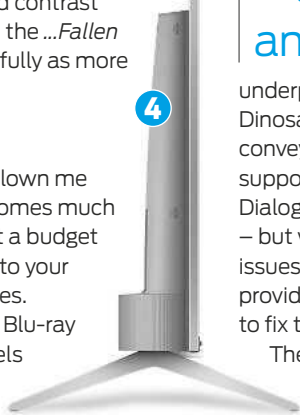 d contrast
the ...Fallen
fully as more
lown me
omes much
t a budget
to your
es.
Blu-ray
els
4
an
underp
Dinosa
convey
suppo
Dialog
– but v
issues
provid
to fix t
The